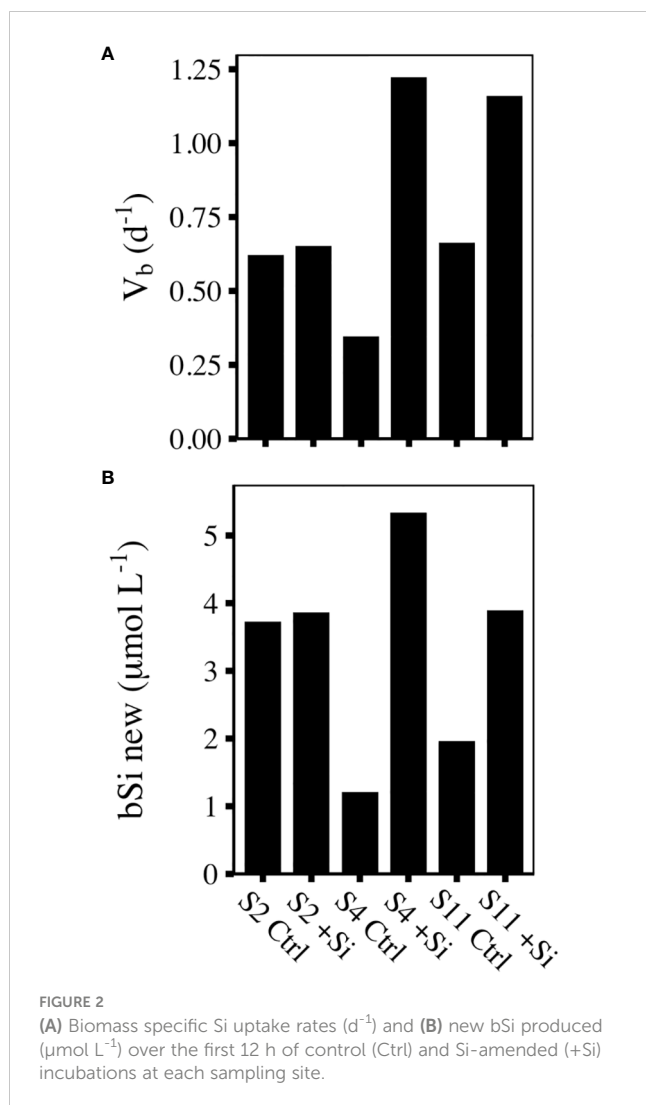 A
1.25
1.00
0.75
0.50
0.25
0.00
V_b (d⁻¹)
B
5
4
3
2
1
0
bSi new (µmol L⁻¹)
S2 Ctrl
S2 +Si
S4 Ctrl
S4 +Si
S11 Ctrl
S11 +Si
FIGURE 2
(A) Biomass specific Si uptake rates (d⁻¹) and (B) new bSi produced
(µmol L⁻¹) over the first 12 h of control (Ctrl) and Si-amended (+Si)
incubations at each sampling site.